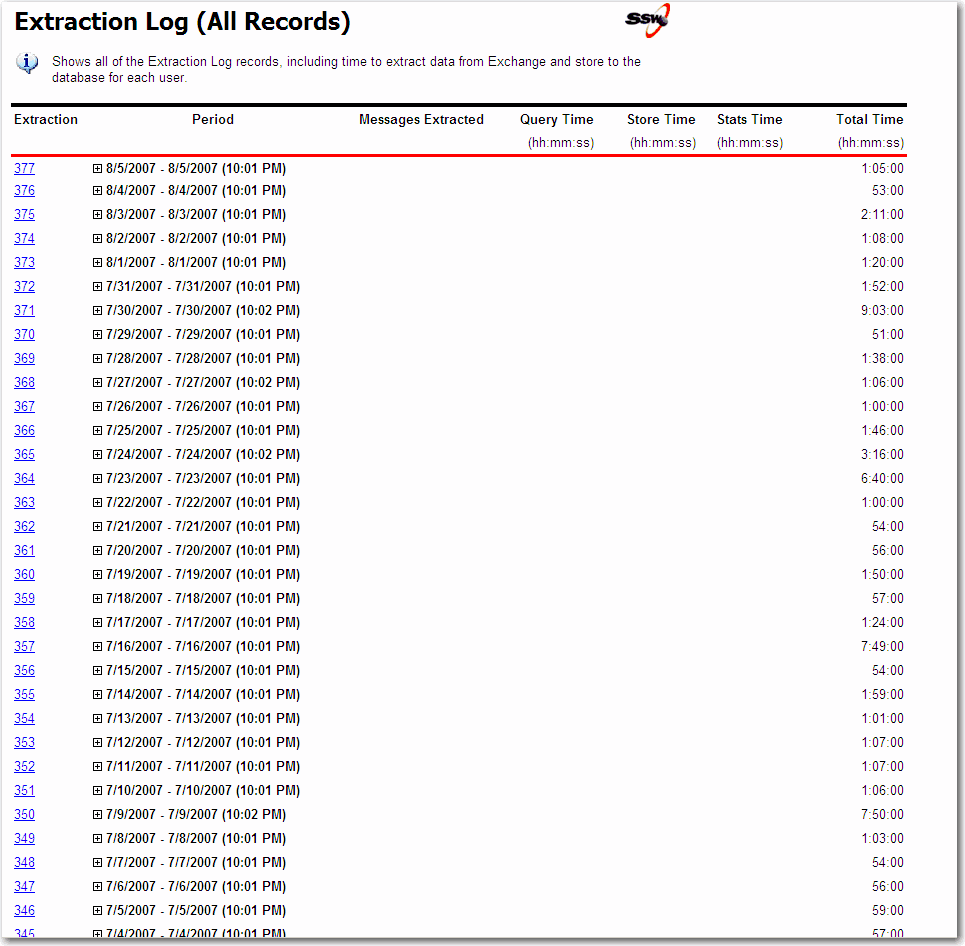 Extraction Log (All Records)
SSW
Shows all of the Extraction Log records, including time to extract data from Exchange and store to the
database for each user.
Extraction Period Messages Extracted Query Time Store Time Stats Time Total Time
(hh:mm:ss) (hh:mm:ss) (hh:mm:ss) (hh:mm:ss)
377 8/5/2007 - 8/5/2007 (10:01 PM) 1:05:00
376 8/4/2007 - 8/4/2007 (10:01 PM) 53:00
375 8/3/2007 - 8/3/2007 (10:01 PM) 2:11:00
374 8/2/2007 - 8/2/2007 (10:01 PM) 1:08:00
373 8/1/2007 - 8/1/2007 (10:01 PM) 1:20:00
372 7/31/2007 - 7/31/2007 (10:01 PM) 1:52:00
371 7/30/2007 - 7/30/2007 (10:02 PM) 9:03:00
370 7/29/2007 - 7/29/2007 (10:01 PM) 51:00
369 7/28/2007 - 7/28/2007 (10:01 PM) 1:38:00
368 7/27/2007 - 7/27/2007 (10:02 PM) 1:06:00
367 7/26/2007 - 7/26/2007 (10:01 PM) 1:00:00
366 7/25/2007 - 7/25/2007 (10:01 PM) 1:46:00
365 7/24/2007 - 7/24/2007 (10:02 PM) 3:16:00
364 7/23/2007 - 7/23/2007 (10:01 PM) 6:40:00
363 7/22/2007 - 7/22/2007 (10:01 PM) 1:00:00
362 7/21/2007 - 7/21/2007 (10:01 PM) 54:00
361 7/20/2007 - 7/20/2007 (10:01 PM) 56:00
360 7/19/2007 - 7/19/2007 (10:01 PM) 1:50:00
359 7/18/2007 - 7/18/2007 (10:01 PM) 57:00
358 7/17/2007 - 7/17/2007 (10:01 PM) 1:24:00
357 7/16/2007 - 7/16/2007 (10:01 PM) 7:49:00
356 7/15/2007 - 7/15/2007 (10:01 PM) 54:00
355 7/14/2007 - 7/14/2007 (10:01 PM) 1:59:00
354 7/13/2007 - 7/13/2007 (10:01 PM) 1:01:00
353 7/12/2007 - 7/12/2007 (10:01 PM) 1:07:00
352 7/11/2007 - 7/11/2007 (10:01 PM) 1:07:00
351 7/10/2007 - 7/10/2007 (10:01 PM) 1:06:00
350 7/9/2007 - 7/9/2007 (10:02 PM) 7:50:00
349 7/8/2007 - 7/8/2007 (10:01 PM) 1:03:00
348 7/7/2007 - 7/7/2007 (10:01 PM) 54:00
347 7/6/2007 - 7/6/2007 (10:01 PM) 56:00
346 7/5/2007 - 7/5/2007 (10:01 PM) 59:00
345 7/4/2007 - 7/4/2007 (10:01 PM) 57:00